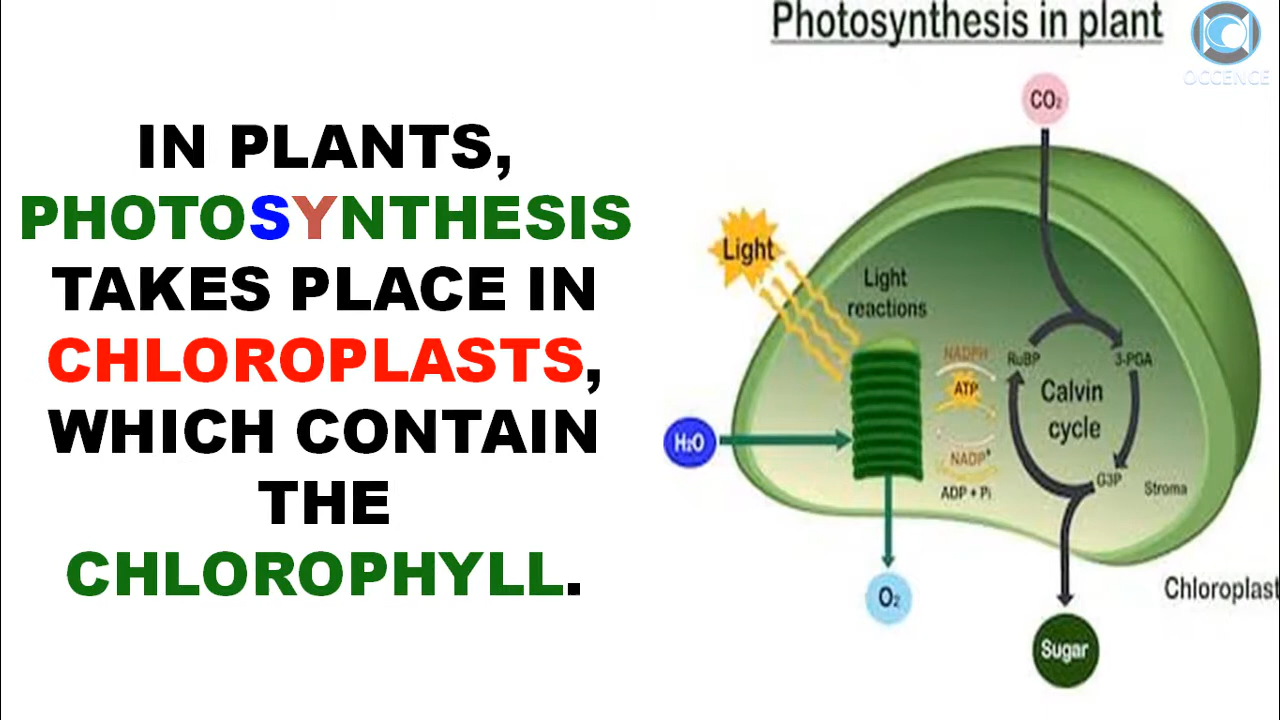 IN PLANTS,
PHOTOSYNTHESIS
TAKES PLACE IN
CHLOROPLASTS,
WHICH CONTAIN
THE
CHLOROPHYLL.
Photosynthesis in plant
OCCENCE
CO₂
Light
Light
reactions
NADPH
ATP
NADP⁺
ADP + Pi
RuBP
3-PGA
Calvin
cycle
G3P
Stroma
H₂O
O₂
Chloroplast
Sugar